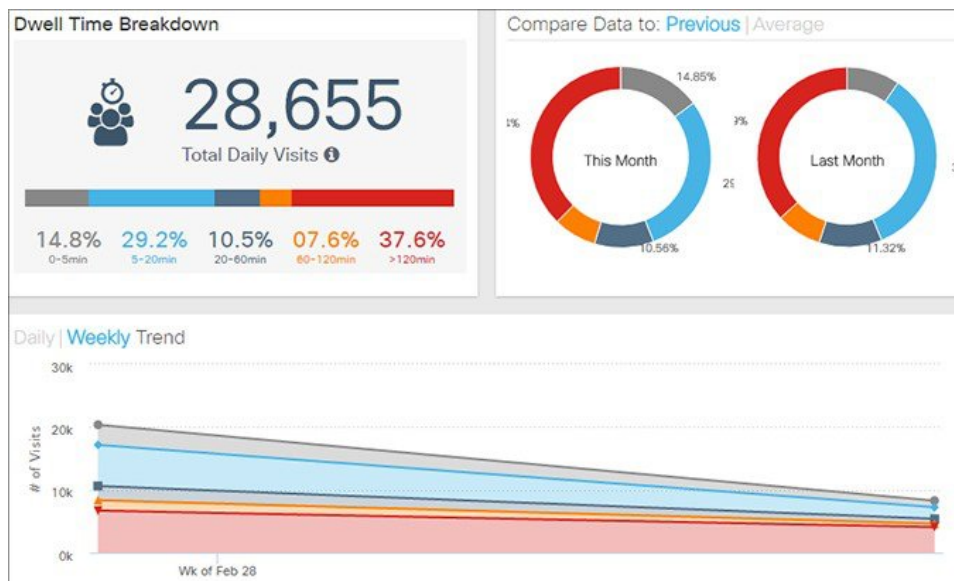 Dwell Time Breakdown
28,655
Total Daily Visits
14.8% 29.2% 10.5% 07.6% 37.6%
0-5min 5-20min 20-60min 60-120min >120min
Compare Data to: Previous | Average
14.85%
This Month
10.56%
Last Month
11.32%
Daily | Weekly Trend
30k
20k
10k
0k
# of Visits
Wk of Feb 28